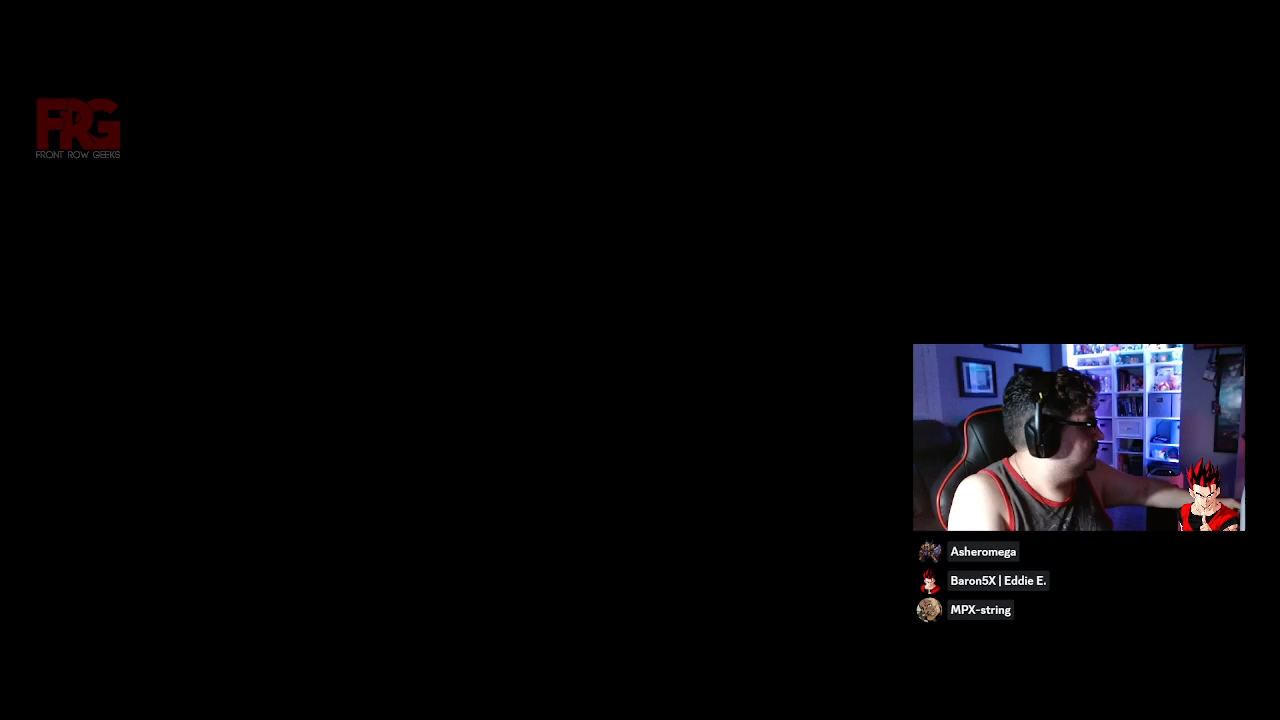 FRG
FRONT ROW GEEKS
Asheromega
Baron5X | Eddie E.
MPX-string